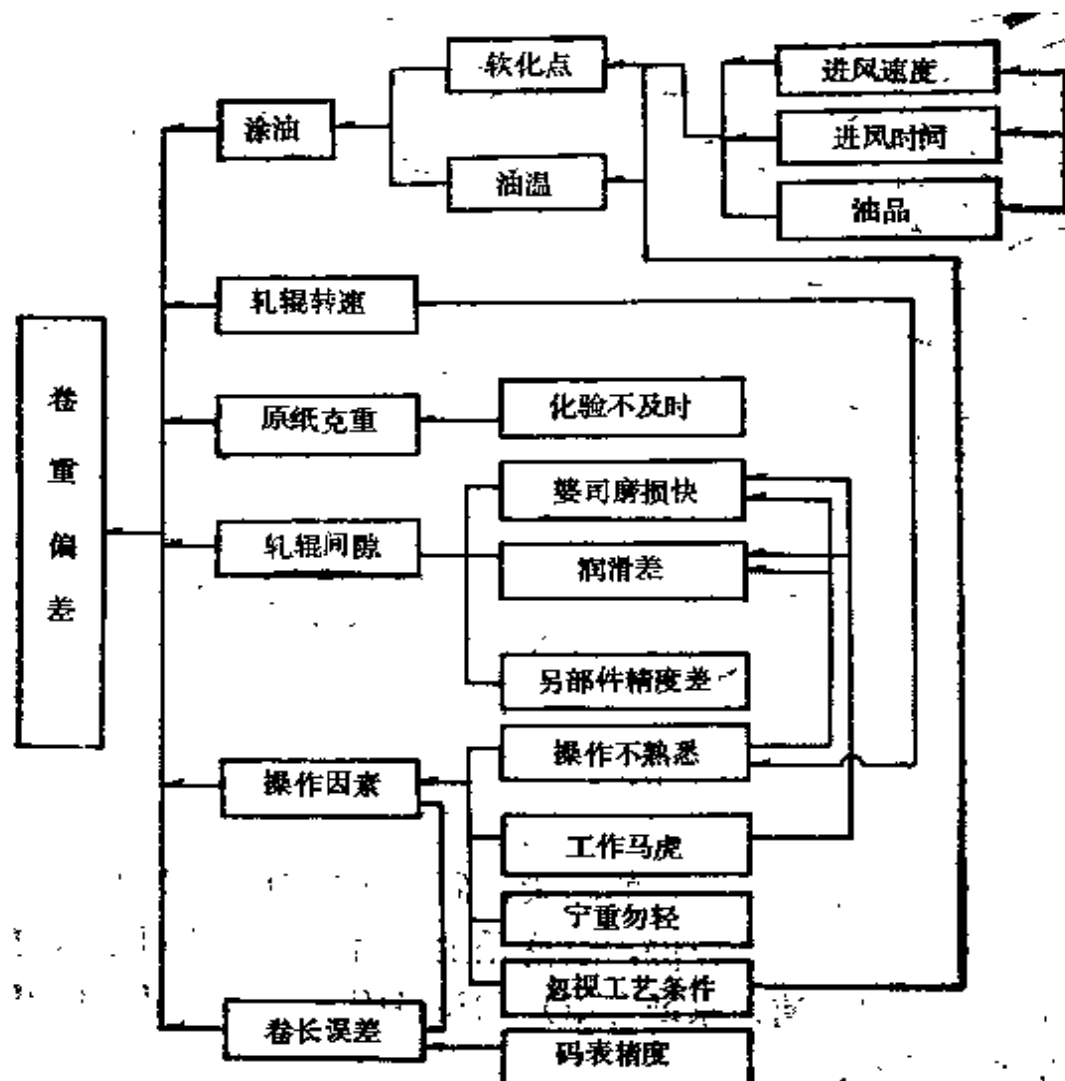 软化点
进风速度
涂油
进风时间
油温
油品
轧辊转速
卷重偏差
原纸克重
化验不及时
婆司磨损快
轧辊间隙
润滑差
另部件精度差
操作不熟悉
操作因素
工作马虎
宁重勿轻
忽视工艺条件
卷长误差
码表精度